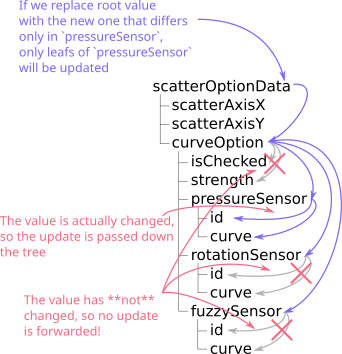 If we replace root value
with the new one that differs
only in `pressureSensor`,
only leafs of `pressureSensor`
will be updated
scatterOptionData
scatterAxisX
scatterAxisY
curveOption
isChecked
strength
pressureSensor
id
curve
rotationSensor
id
curve
fuzzySensor
id
curve
The value is actually changed,
so the update is passed down
the tree
The value has **not**
changed, so no update
is forwarded!